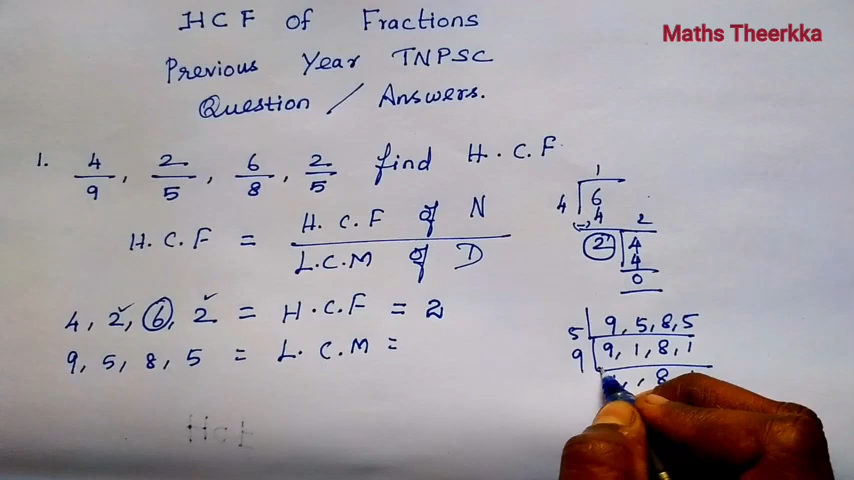 HCF of Fractions
Maths Theerkka
Previous Year TNPSC
Question / Answers.
1. 4/9, 2/5, 6/8, 2/5 find H.C.F.
H.C.F = H.C.F of N / L.C.M of D
4, 2, 6, 2 = H.C.F = 2
9, 5, 8, 5 = L.C.M =
1
4 6
4 2
2 4
4
0
5 9, 5, 8, 5
9 9, 1, 8, 1
8
Hcf